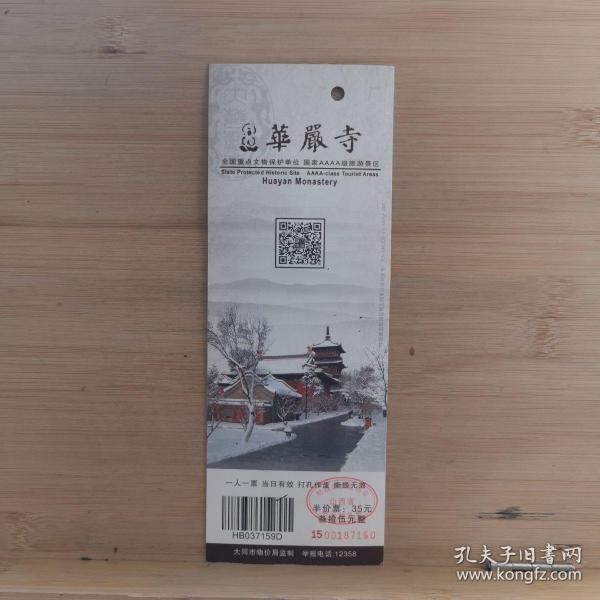 華嚴寺
全国重点文物保护单位 国家AAAA级旅游景区
State Protected Historic Site AAAA-class Tourist Areas
Huayan Monastery
一人一票 当日有效 打孔作废 撕毁无效
山西省
半价票：35元
叁拾伍元整
HB037159D
1500187160
大同市物价局监制 举报电话:12358
孔夫子旧书网
www.kongfz.com